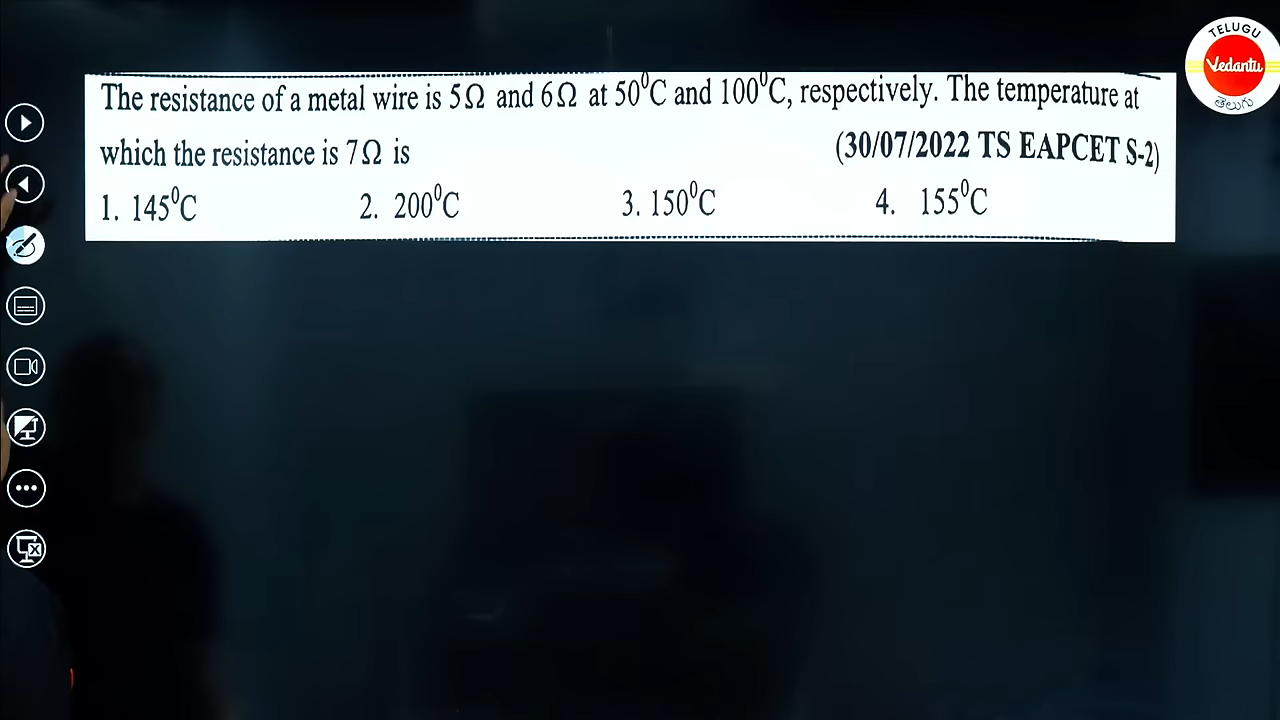 TELUGU
Vedantu
తెలుగు
The resistance of a metal wire is 5Ω and 6Ω at 50⁰C and 100⁰C, respectively. The temperature at
which the resistance is 7Ω is (30/07/2022 TS EAPCET S-2)
1. 145⁰C 2. 200⁰C 3. 150⁰C 4. 155⁰C